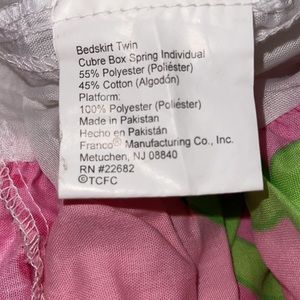 Bedskirt Twin
Cubre Box Spring Individual
55% Polyester (Poliéster)
45% Cotton (Algodón)
Platform:
100% Polyester (Poliéster)
Made in Pakistan
Hecho en Pakistán
Franco® Manufacturing Co., Inc.
Metuchen, NJ 08840
RN #22682
©TCFC